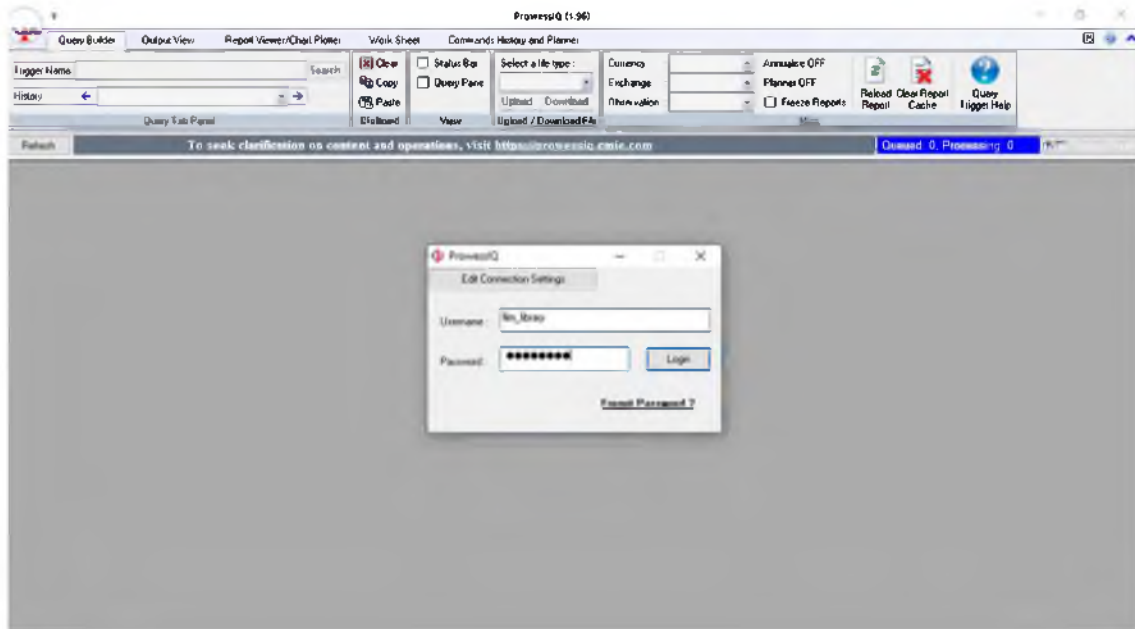 ProwessIQ (1.96)
Query Builder Output View Report Viewer/Chart Plotter Work Sheet Commands History and Planner
Trigger Name Search
History
Query Tab Panel
Clear
Copy
Paste
Clipboard
Status Bar
Query Pane
View
Select a file type :
Upload Download
Upload / Download File
Currency
Exchange
Observation
Annualise OFF
Planner OFF
Freeze Reports
Misc
Reload Report
Clear Report Cache
Query Trigger Help
Refresh To seek clarification on content and operations, visit https://prowessiq.cmie.com Queued 0, Processing 0
ProwessIQ
Edit Connection Settings
Username
Password Login
Forgot Password ?